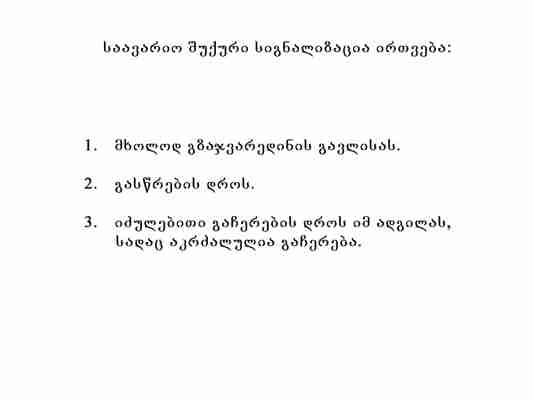 საავარიო შუქური სიგნალიზაცია ირთვება:
1. მხოლოდ გზაჯვარედინის გავლისას.
2. გასწრების დროს.
3. იძულებითი გაჩერების დროს იმ ადგილას,
სადაც აკრძალულია გაჩერება.